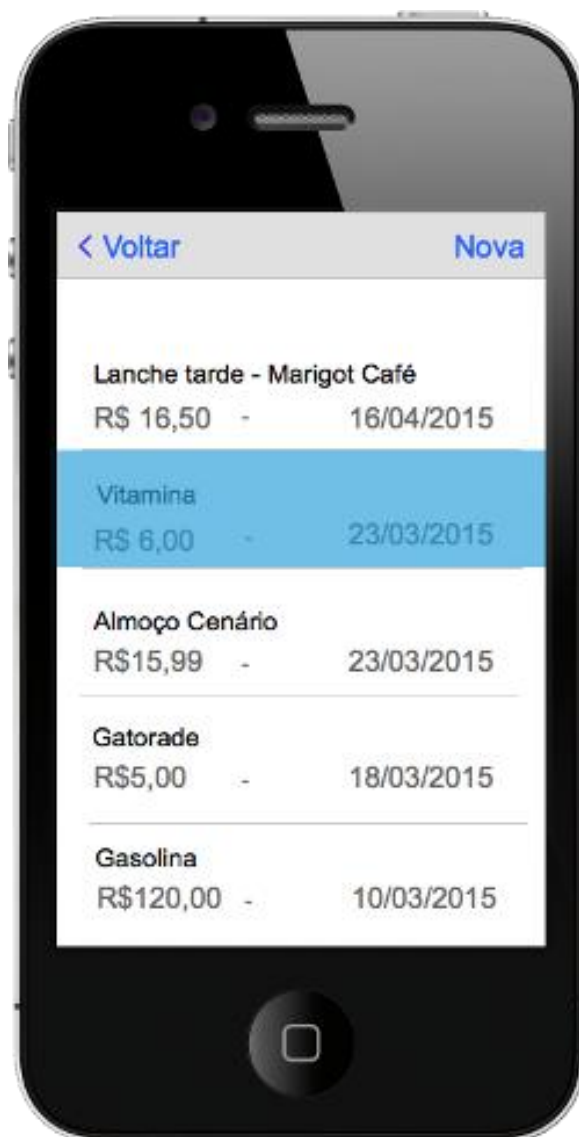 < Voltar Nova
Lanche tarde - Marigot Café
R$ 16,50 - 16/04/2015
Vitamina
R$ 6,00 - 23/03/2015
Almoço Cenário
R$15,99 - 23/03/2015
Gatorade
R$5,00 - 18/03/2015
Gasolina
R$120,00 - 10/03/2015